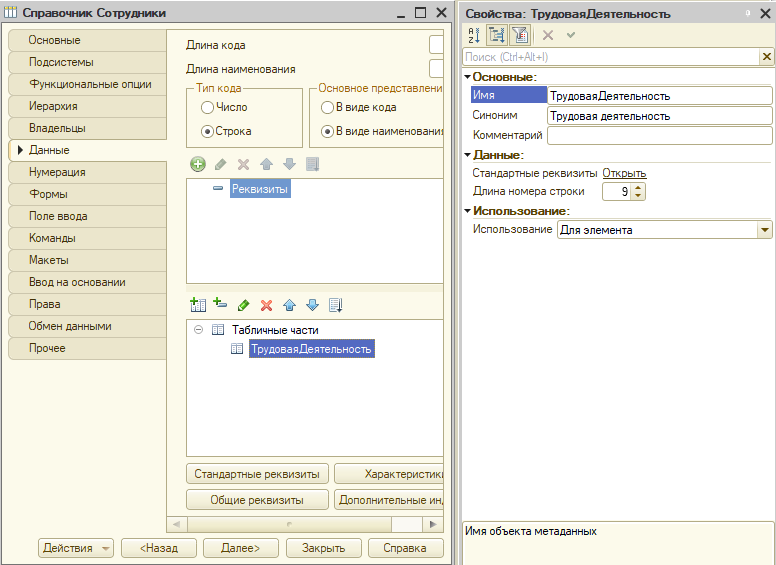 Справочник Сотрудники
Основные
Подсистемы
Функциональные опции
Иерархия
Владельцы
Данные
Нумерация
Формы
Поле ввода
Команды
Макеты
Ввод на основании
Права
Обмен данными
Прочее
Длина кода
Длина наименования
Тип кода
Число
Строка
Основное представлени
В виде кода
В виде наименования
Реквизиты
Табличные части
ТрудоваяДеятельность
Стандартные реквизиты
Характеристики
Общие реквизиты
Дополнительные инд
Действия
<Назад
Далее>
Закрыть
Справка
Свойства: ТрудоваяДеятельность
Поиск (Ctrl+Alt+I)
Основные:
Имя ТрудоваяДеятельность
Синоним Трудовая деятельность
Комментарий
Данные:
Стандартные реквизиты Открыть
Длина номера строки 9
Использование:
Использование Для элемента
Имя объекта метаданных